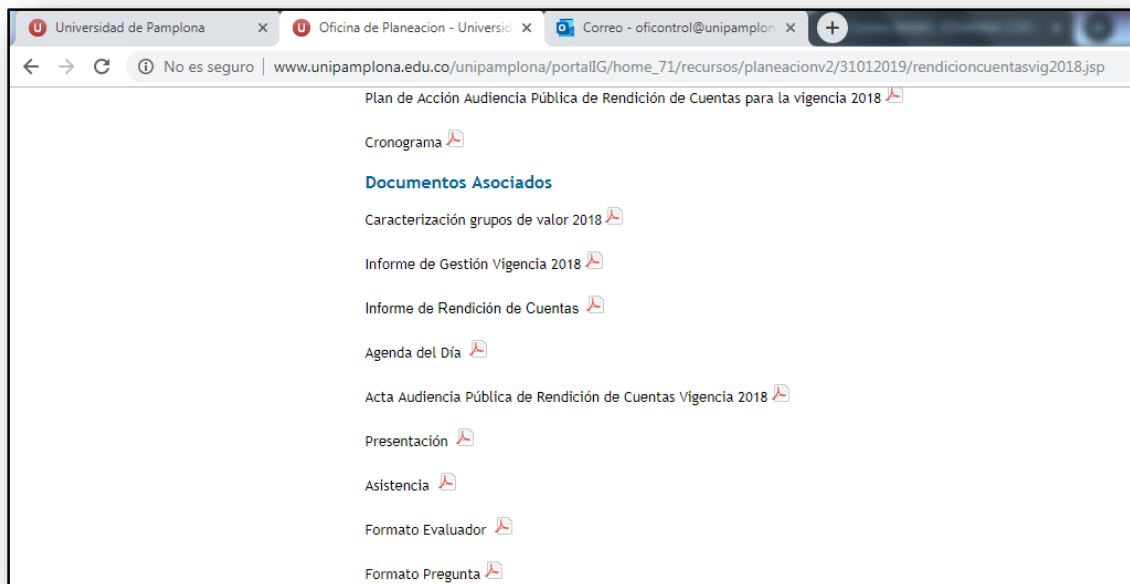 Universidad de Pamplona
Oficina de Planeacion - Universid
Correo - oficontrol@unipamplon
No es seguro | www.unipamplona.edu.co/unipamplona/portalIG/home_71/recursos/planeacionv2/31012019/rendicioncuentasvig2018.jsp
Plan de Acción Audiencia Pública de Rendición de Cuentas para la vigencia 2018
Cronograma
Documentos Asociados
Caracterización grupos de valor 2018
Informe de Gestión Vigencia 2018
Informe de Rendición de Cuentas
Agenda del Día
Acta Audiencia Pública de Rendición de Cuentas Vigencia 2018
Presentación
Asistencia
Formato Evaluador
Formato Pregunta